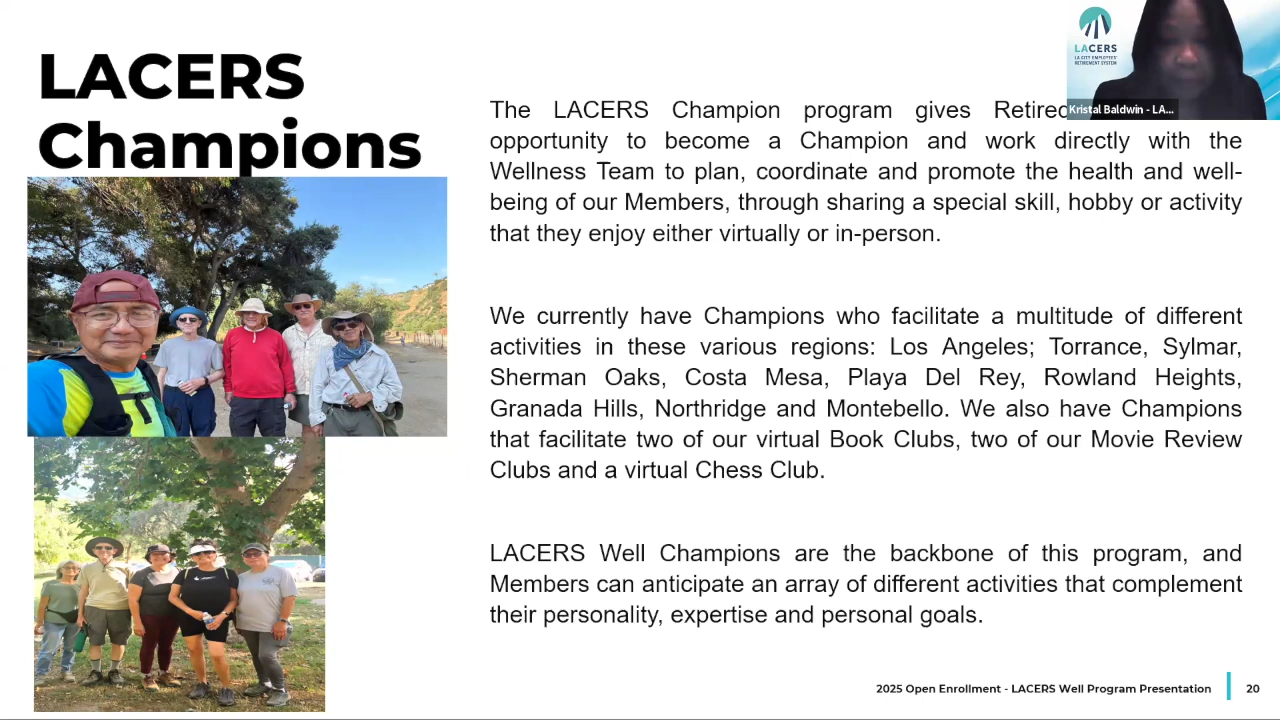 LACERS
Champions
The LACERS Champion program gives Retired
opportunity to become a Champion and work directly with the
Wellness Team to plan, coordinate and promote the health and well-
being of our Members, through sharing a special skill, hobby or activity
that they enjoy either virtually or in-person.
We currently have Champions who facilitate a multitude of different
activities in these various regions: Los Angeles; Torrance, Sylmar,
Sherman Oaks, Costa Mesa, Playa Del Rey, Rowland Heights,
Granada Hills, Northridge and Montebello. We also have Champions
that facilitate two of our virtual Book Clubs, two of our Movie Review
Clubs and a virtual Chess Club.
LACERS Well Champions are the backbone of this program, and
Members can anticipate an array of different activities that complement
their personality, expertise and personal goals.
2025 Open Enrollment - LACERS Well Program Presentation
20
LACERS
LA CITY EMPLOYEES'
RETIREMENT SYSTEM
Kristal Baldwin - LA...